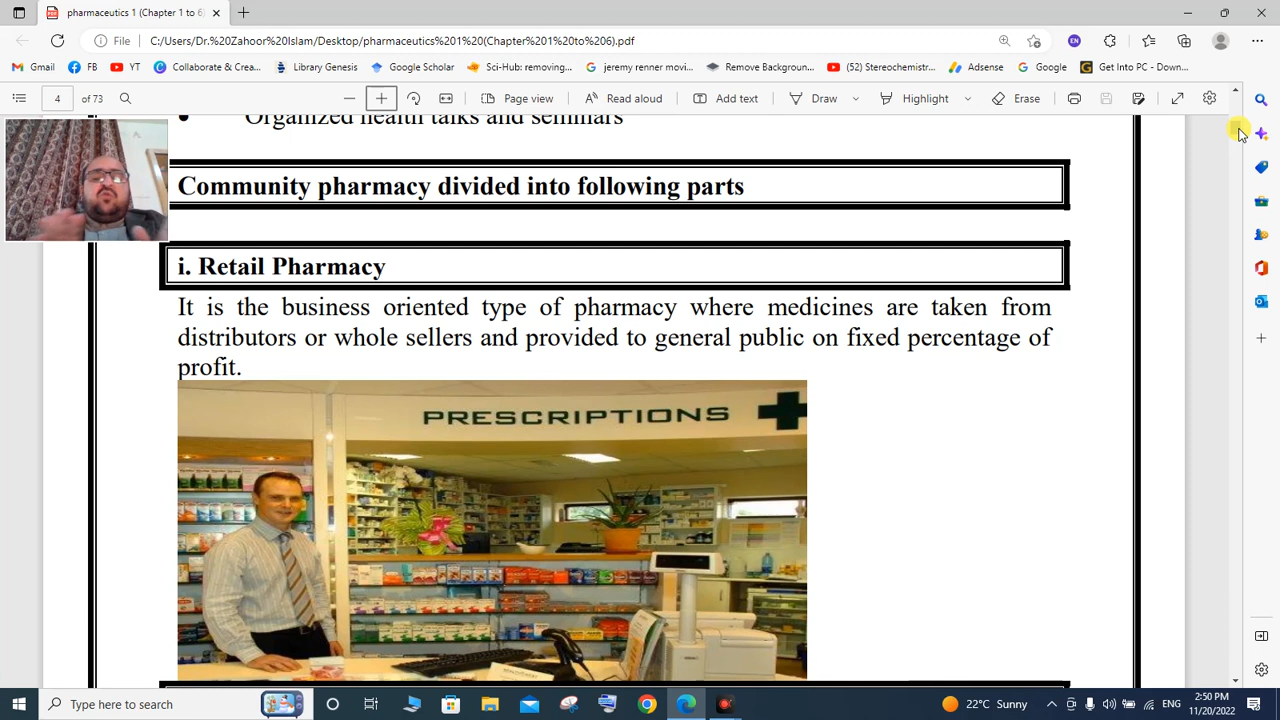 pharmaceutics 1 (Chapter 1 to 6)
File
C:/Users/Dr.%20Zahoor%20Islam/Desktop/pharmaceutics%201%20(Chapter%201%20to%206).pdf
EN
Gmail
FB
YT
Collaborate & Crea...
Library Genesis
Google Scholar
Sci-Hub: removing...
jeremy renner movi...
Remove Backgroun...
(52) Stereochemistr...
Adsense
Google
Get Into PC - Down...
4 of 73
Page view
Read aloud
Add text
Draw
Highlight
Erase
• Organized health talks and seminars
Community pharmacy divided into following parts
i. Retail Pharmacy
It is the business oriented type of pharmacy where medicines are taken from
distributors or whole sellers and provided to general public on fixed percentage of
profit.
PRESCRIPTIONS
Type here to search
22°C Sunny
ENG
2:50 PM
11/20/2022